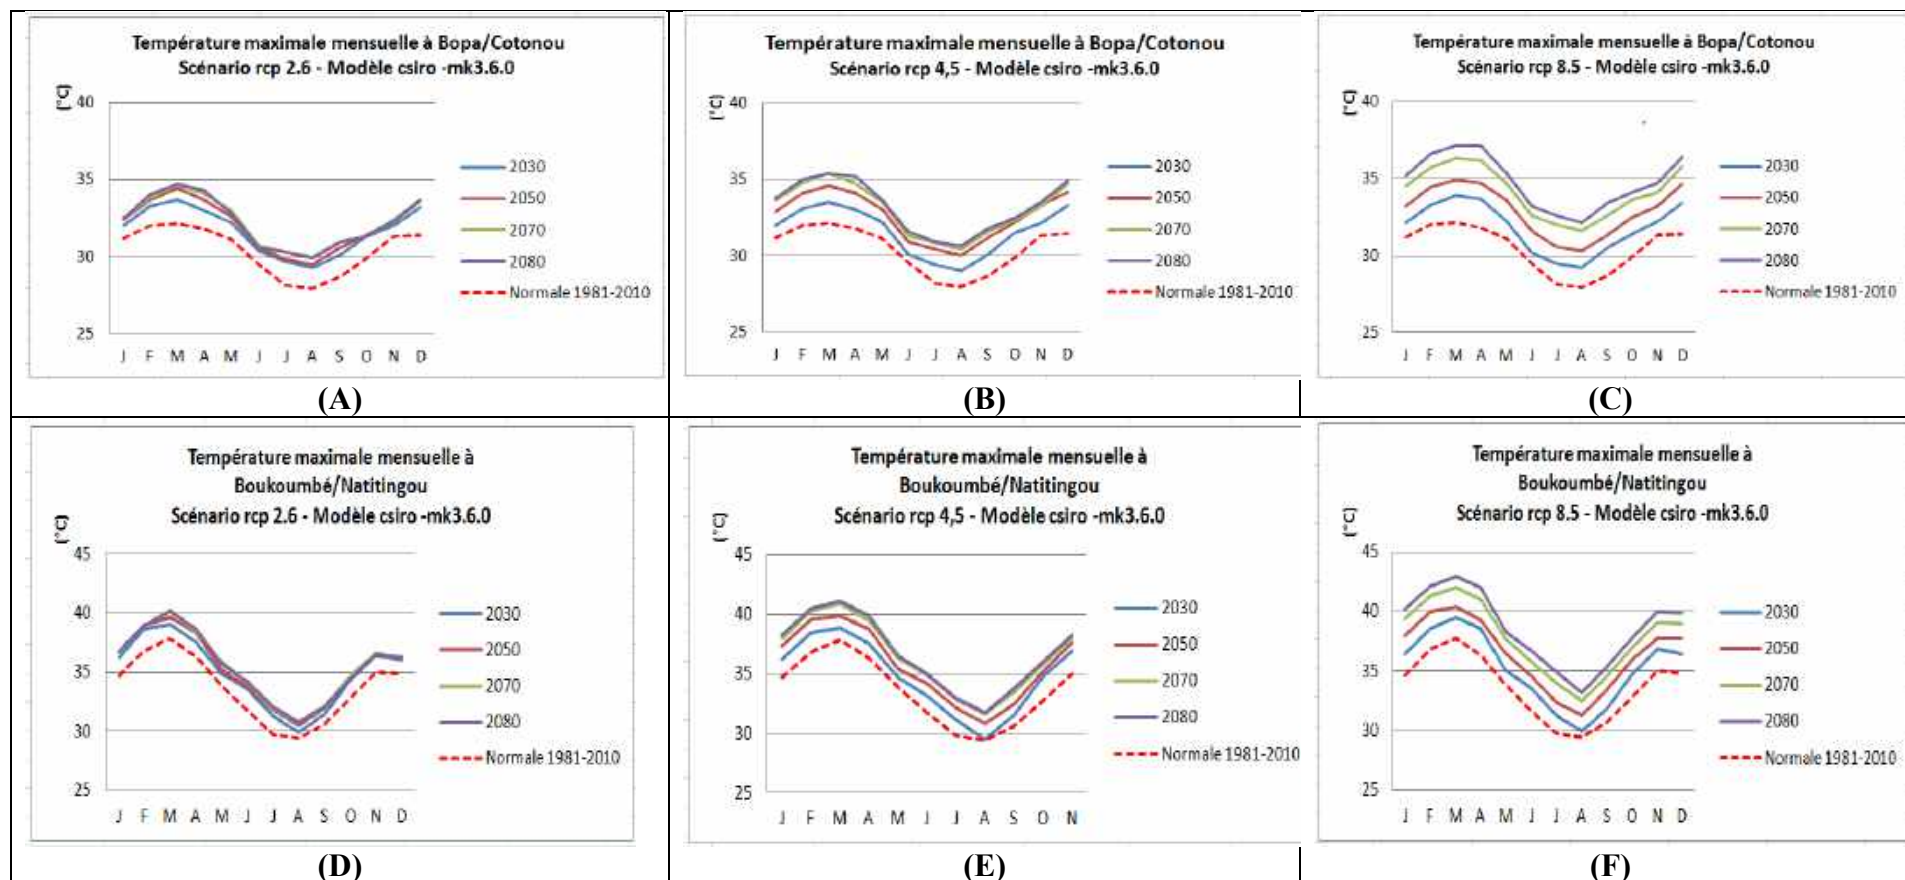 Température maximale mensuelle à Bopa/Cotonou
Scénario rcp 2.6 - Modèle csiro -mk3.6.0
(°C)
40
35
30
25
J F M A M J J A S O N D
2030
2050
2070
2080
Normale 1981-2010
(A)
Température maximale mensuelle à Bopa/Cotonou
Scénario rcp 4,5 - Modèle csiro -mk3.6.0
(°C)
40
35
30
25
J F M A M J J A S O N D
2030
2050
2070
2080
Normale 1981-2010
(B)
Température maximale mensuelle à Bopa/Cotonou
Scénario rcp 8.5 - Modèle csiro -mk3.6.0
(°C)
40
35
30
25
J F M A M J J A S O N D
2030
2050
2070
2080
Normale 1981-2010
(C)
Température maximale mensuelle à
Boukoumbé/Natitingou
Scénario rcp 2.6 - Modèle csiro -mk3.6.0
(°C)
45
40
35
30
25
J F M A M J J A S O N D
2030
2050
2070
2080
Normale 1981-2010
(D)
Température maximale mensuelle à
Boukoumbé/Natitingou
Scénario rcp 4,5 - Modèle csiro -mk3.6.0
(°C)
45
40
35
30
25
J F M A M J J A S O N
2030
2050
2070
2080
Normale 1981-2010
(E)
Température maximale mensuelle à
Boukoumbé/Natitingou
Scénario rcp 8.5 - Modèle csiro -mk3.6.0
(°C)
45
40
35
30
25
J F M A M J J A S O N D
2030
2050
2070
2080
Normale 1981-2010
(F)